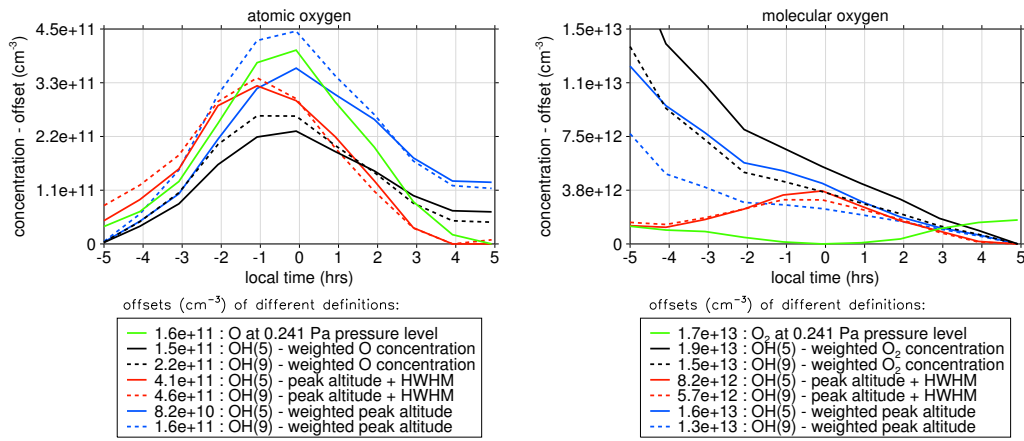 atomic oxygen
concentration - offset (cm⁻³)
4.5e+11
3.3e+11
2.2e+11
1.1e+11
0
-5 -4 -3 -2 -1 0 1 2 3 4 5
local time (hrs)
offsets (cm⁻³) of different definitions:
1.6e+11 : O at 0.241 Pa pressure level
1.5e+11 : OH(5) - weighted O concentration
2.2e+11 : OH(9) - weighted O concentration
4.1e+11 : OH(5) - peak altitude + HWHM
4.6e+11 : OH(9) - peak altitude + HWHM
8.2e+10 : OH(5) - weighted peak altitude
1.6e+11 : OH(9) - weighted peak altitude
molecular oxygen
concentration - offset (cm⁻³)
1.5e+13
1.1e+13
7.5e+12
3.8e+12
0
-5 -4 -3 -2 -1 0 1 2 3 4 5
local time (hrs)
offsets (cm⁻³) of different definitions:
1.7e+13 : O₂ at 0.241 Pa pressure level
1.9e+13 : OH(5) - weighted O₂ concentration
1.5e+13 : OH(9) - weighted O₂ concentration
8.2e+12 : OH(5) - peak altitude + HWHM
5.7e+12 : OH(9) - peak altitude + HWHM
1.6e+13 : OH(5) - weighted peak altitude
1.3e+13 : OH(9) - weighted peak altitude